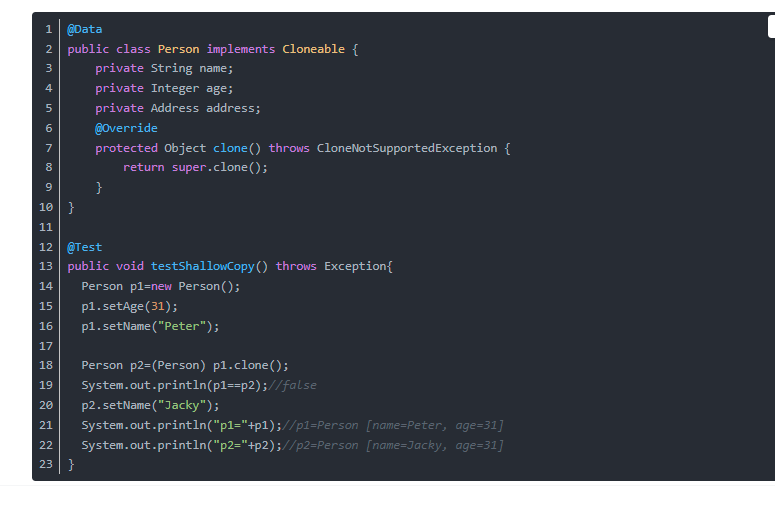 1 @Data
2 public class Person implements Cloneable {
3     private String name;
4     private Integer age;
5     private Address address;
6     @Override
7     protected Object clone() throws CloneNotSupportedException {
8         return super.clone();
9     }
10 }
11
12 @Test
13 public void testShallowCopy() throws Exception{
14   Person p1=new Person();
15   p1.setAge(31);
16   p1.setName("Peter");
17
18   Person p2=(Person) p1.clone();
19   System.out.println(p1==p2);//false
20   p2.setName("Jacky");
21   System.out.println("p1="+p1);//p1=Person [name=Peter, age=31]
22   System.out.println("p2="+p2);//p2=Person [name=Jacky, age=31]
23 }